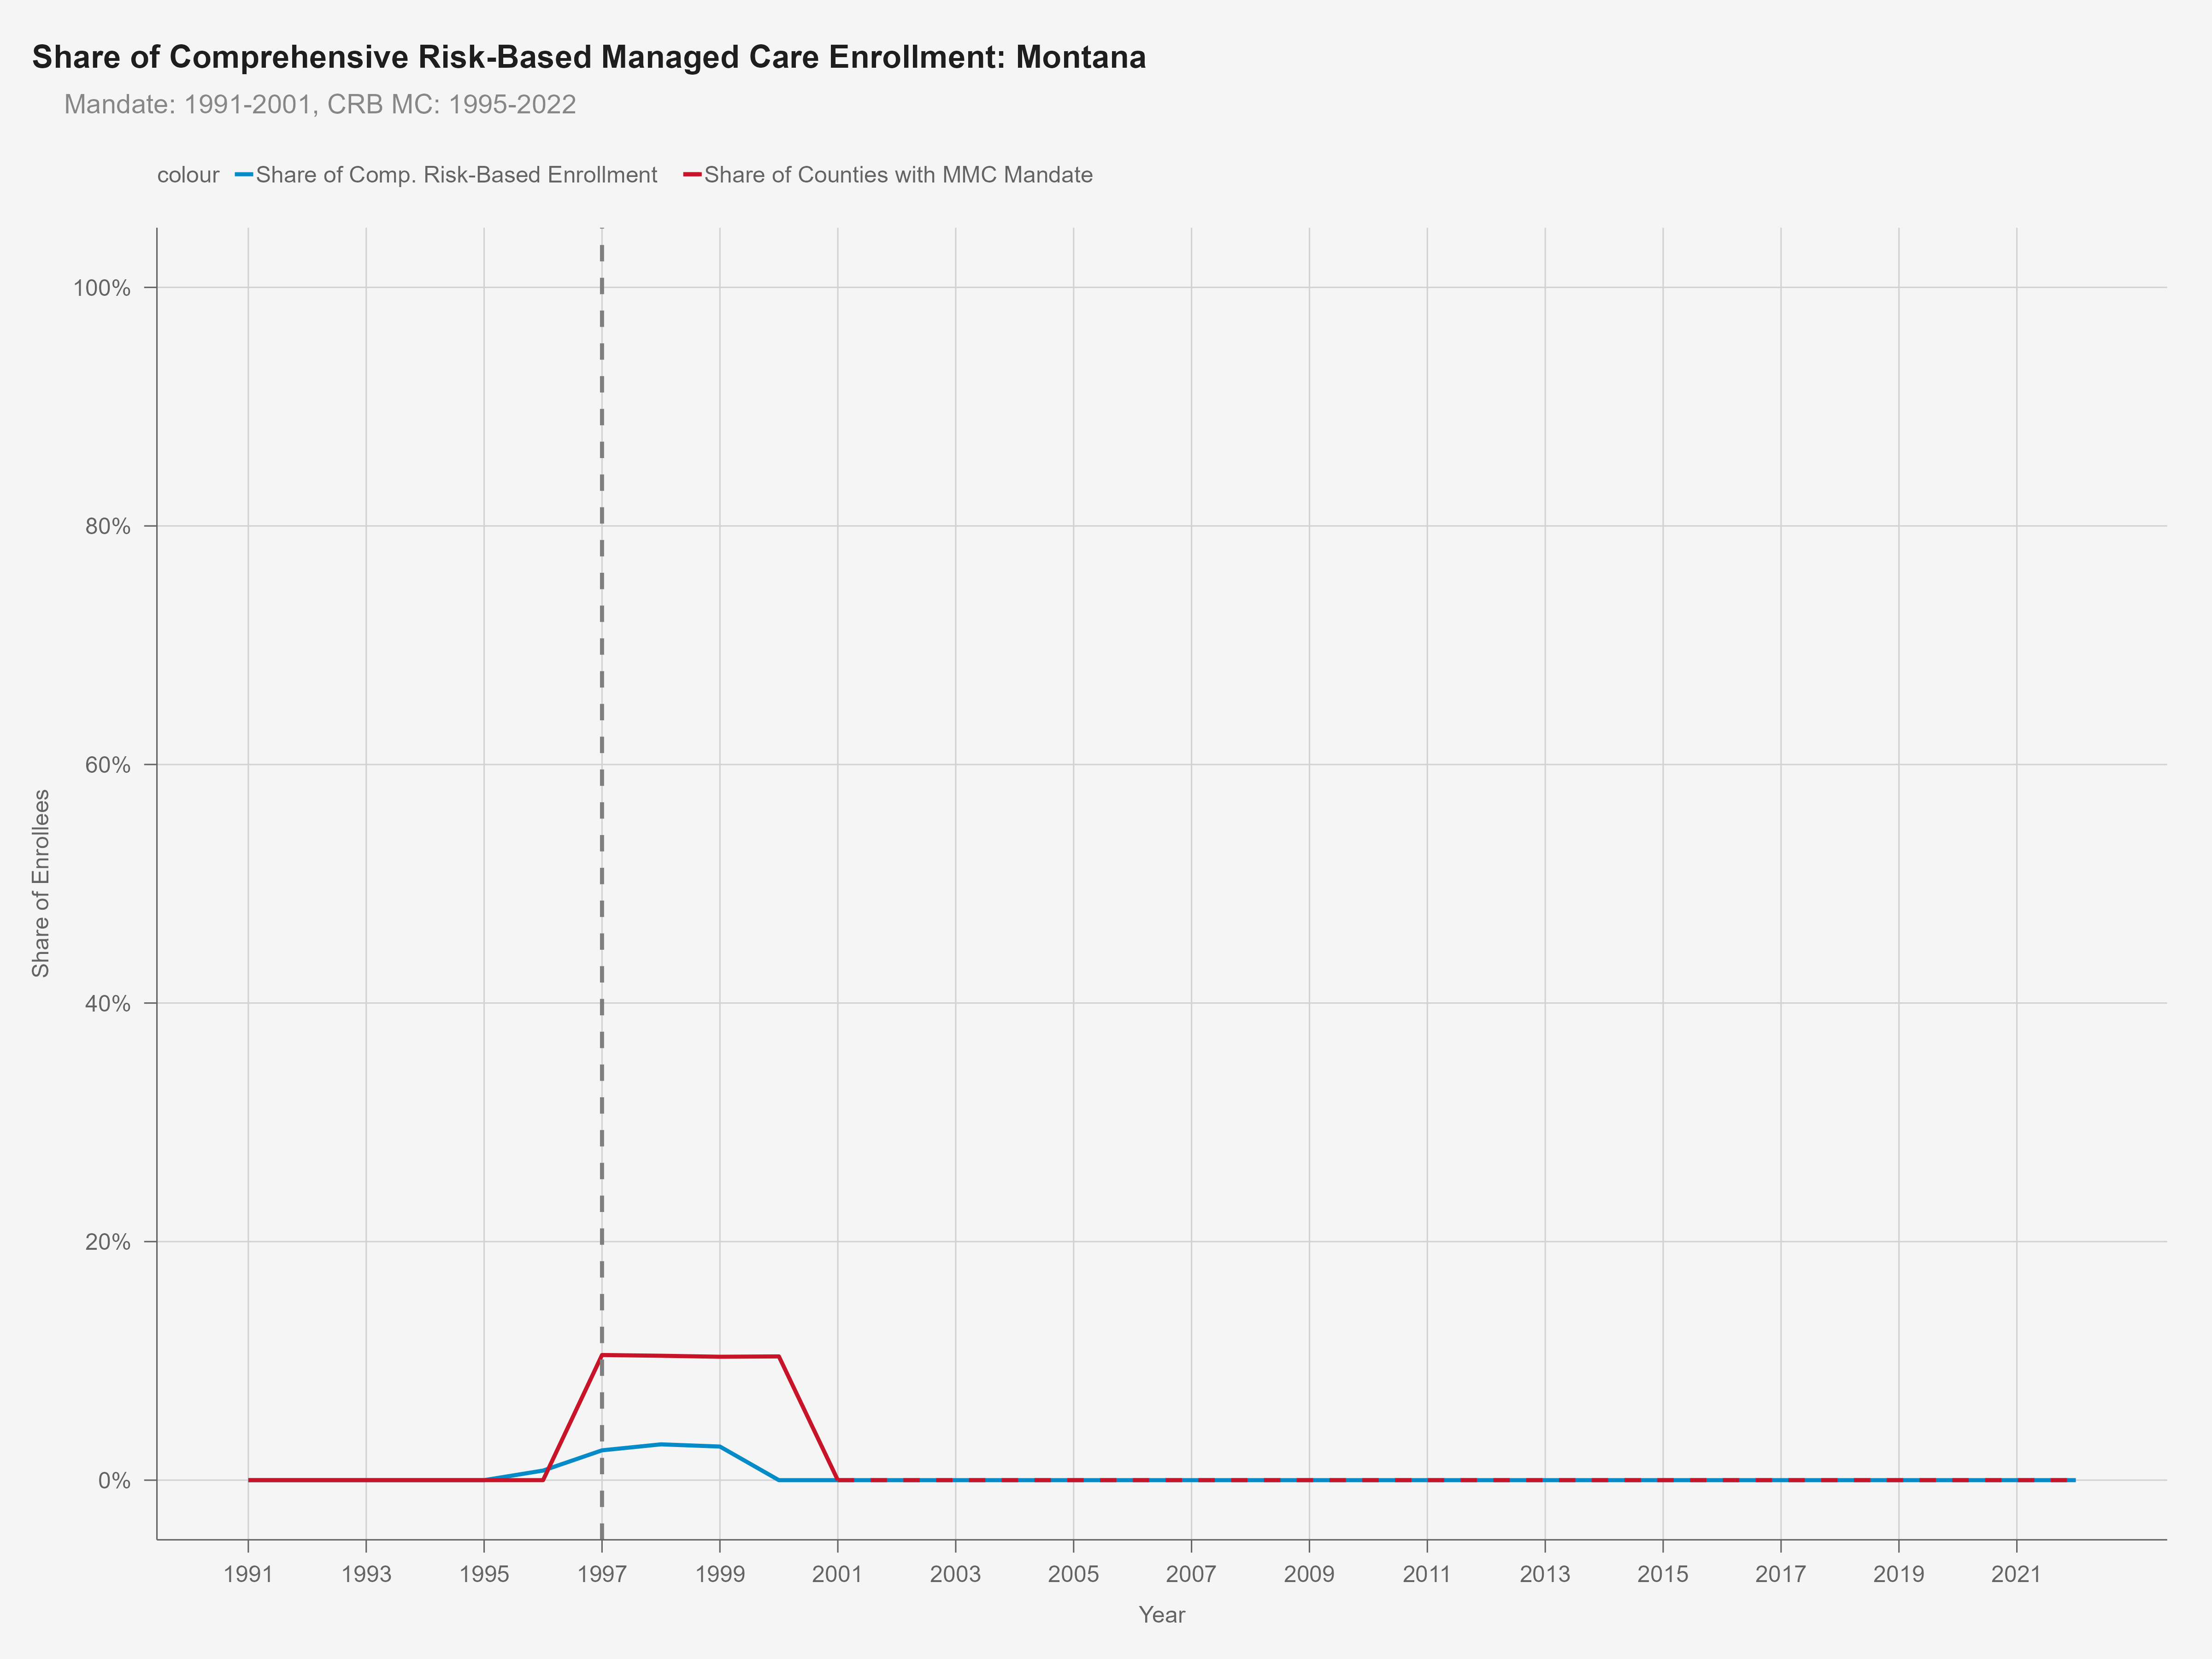 Share of Comprehensive Risk-Based Managed Care Enrollment: Montana
Mandate: 1991-2001, CRB MC: 1995-2022
colour Share of Comp. Risk-Based Enrollment Share of Counties with MMC Mandate
100%
80%
60%
40%
20%
0%
Share of Enrollees
1991 1993 1995 1997 1999 2001 2003 2005 2007 2009 2011 2013 2015 2017 2019 2021
Year